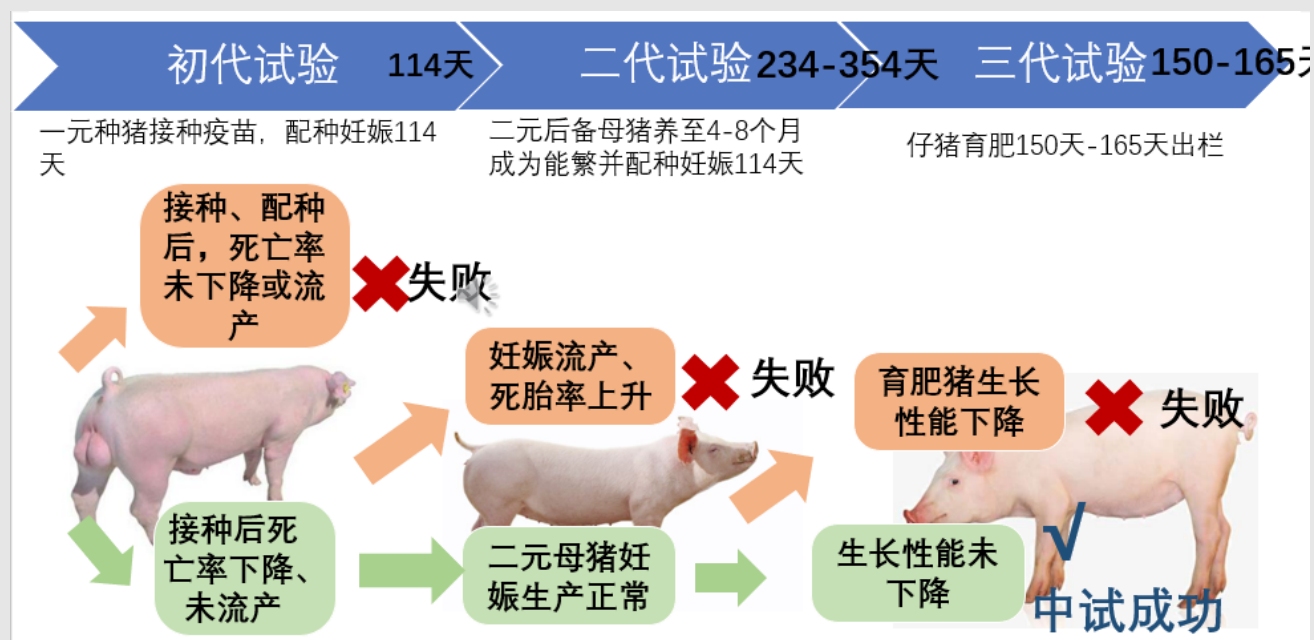 初代试验 114天
二代试验 234-354天
三代试验 150-165天
一元种猪接种疫苗，配种妊娠114
天
二元后备母猪养至4-8个月
成为能繁并配种妊娠114天
仔猪育肥150天-165天出栏
接种、配种
后，死亡率
未下降或流
产
失败
妊娠流产、
死胎率上升
失败
育肥猪生长
性能下降
失败
接种后死
亡率下降、
未流产
二元母猪妊
娠生产正常
生长性能未
下降
√
中试成功